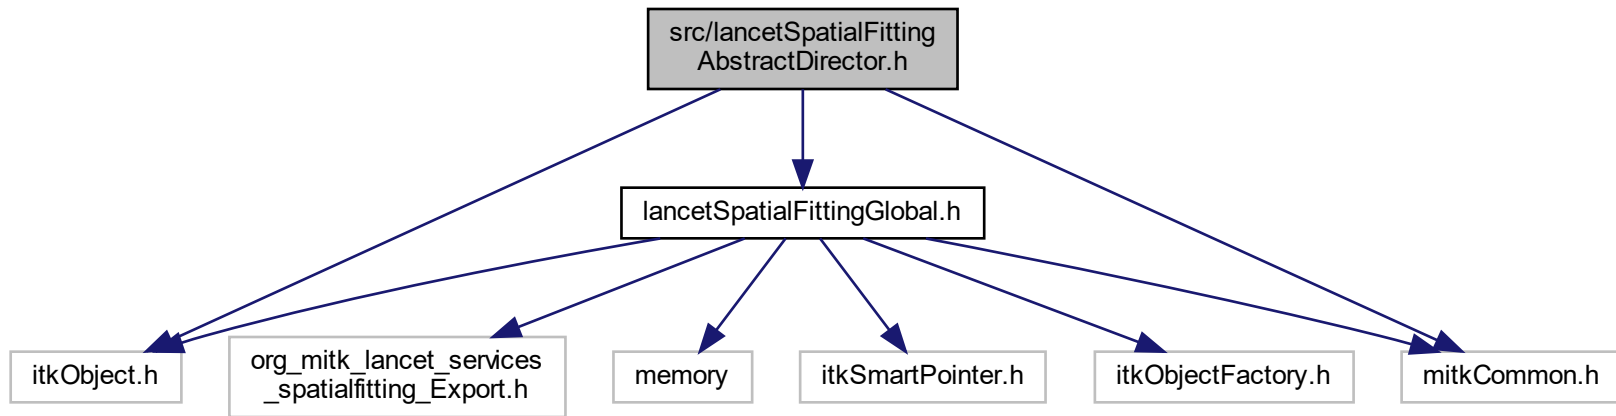 src/lancetSpatialFitting
AbstractDirector.h
lancetSpatialFittingGlobal.h
itkObject.h
org_mitk_lancet_services
_spatialfitting_Export.h
memory
itkSmartPointer.h
itkObjectFactory.h
mitkCommon.h